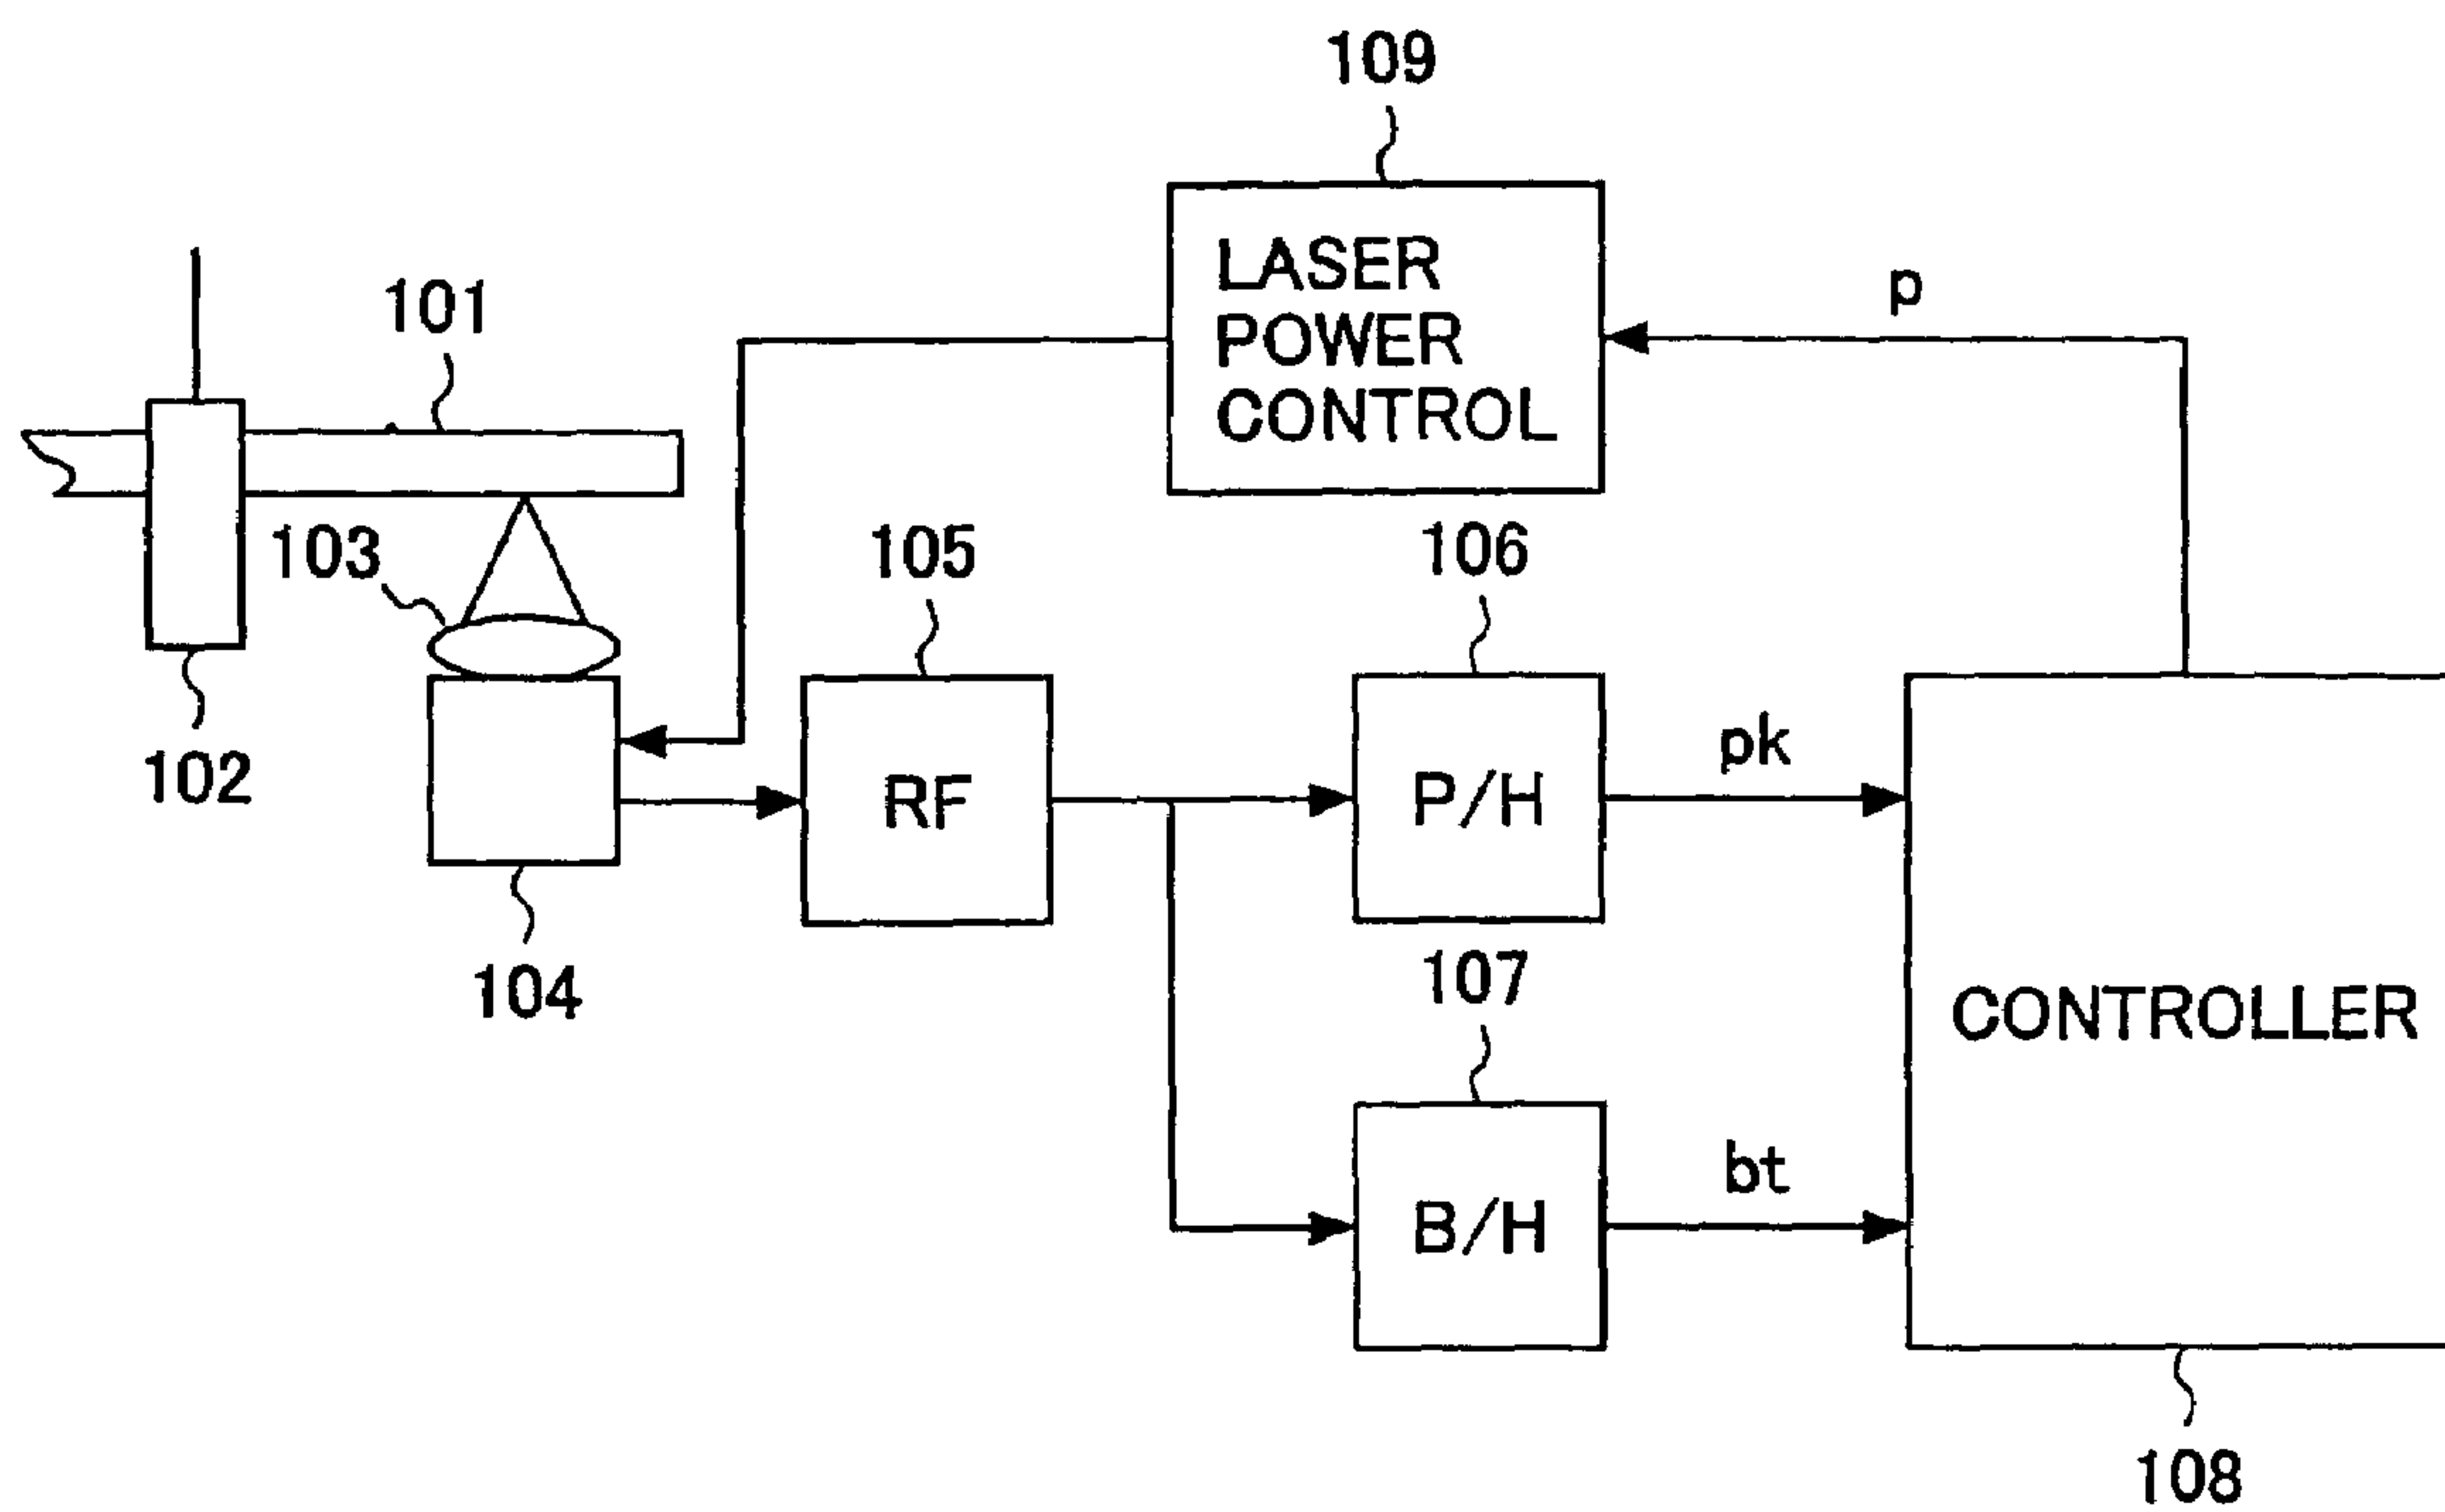 109
LASER
POWER
CONTROL
p
101
103
105
106
102
RF
P/H
pk
104
107
CONTROLLER
B/H
bt
108